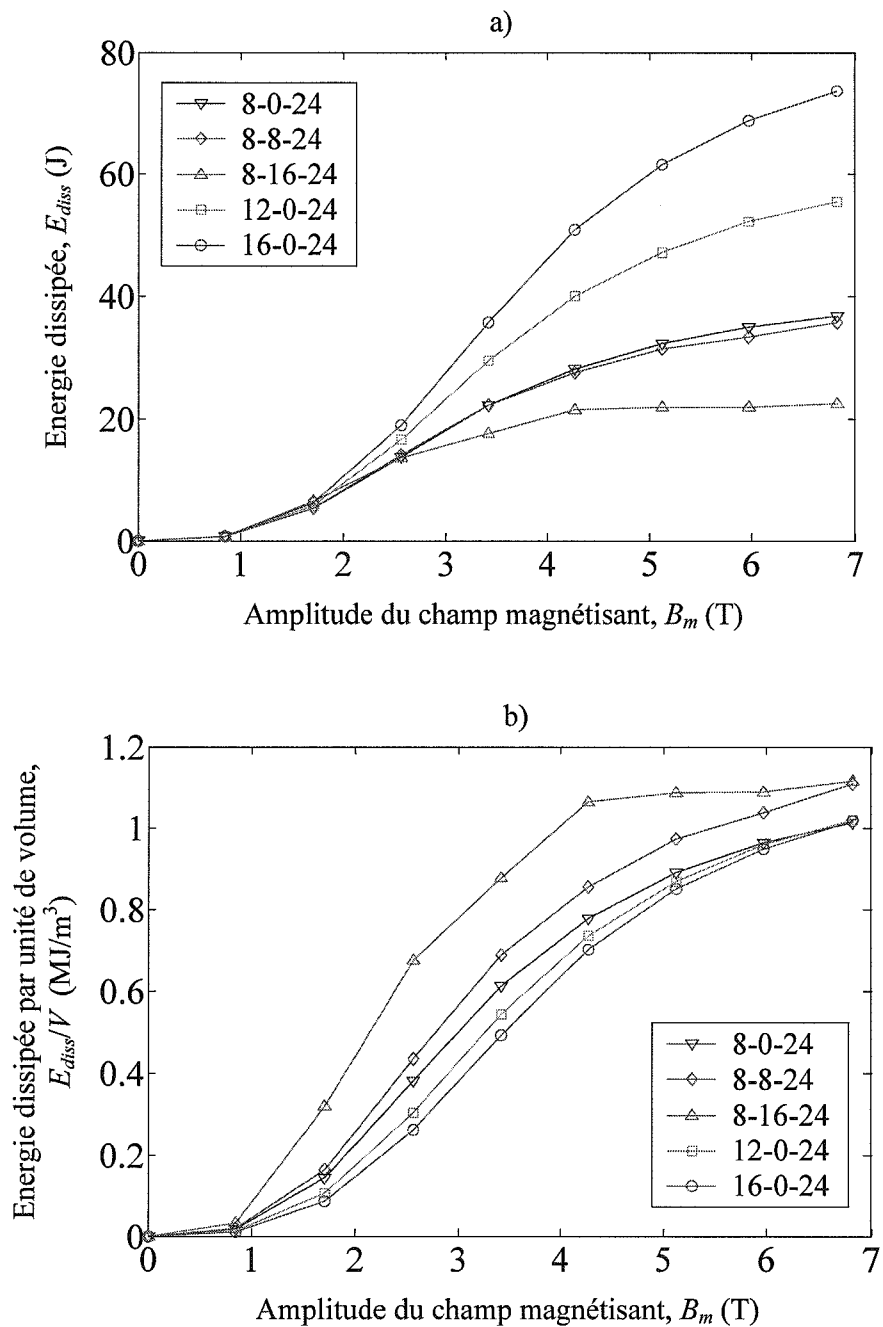 a)
80
60
40
20
0
Energie dissipée, E_diss (J)
8-0-24
8-8-24
8-16-24
12-0-24
16-0-24
0 1 2 3 4 5 6 7
Amplitude du champ magnétisant, B_m (T)
b)
1.2
1
0.8
0.6
0.4
0.2
0
Energie dissipée par unité de volume,
E_diss/V (MJ/m³)
8-0-24
8-8-24
8-16-24
12-0-24
16-0-24
0 1 2 3 4 5 6 7
Amplitude du champ magnétisant, B_m (T)